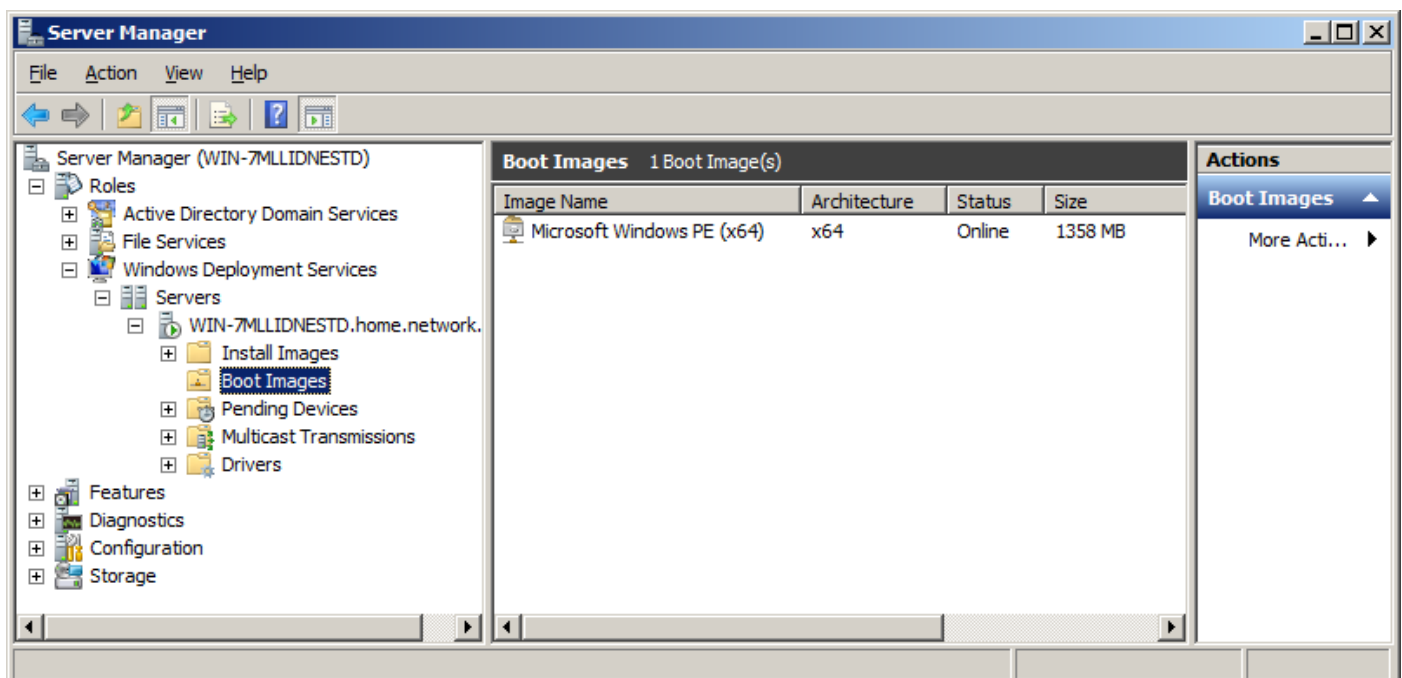 Server Manager
File Action View Help
Server Manager (WIN-7MLLIDNESTD)
Roles
Active Directory Domain Services
File Services
Windows Deployment Services
Servers
WIN-7MLLIDNESTD.home.network.
Install Images
Boot Images
Pending Devices
Multicast Transmissions
Drivers
Features
Diagnostics
Configuration
Storage
Boot Images 1 Boot Image(s)
Image Name Architecture Status Size
Microsoft Windows PE (x64) x64 Online 1358 MB
Actions
Boot Images
More Acti...